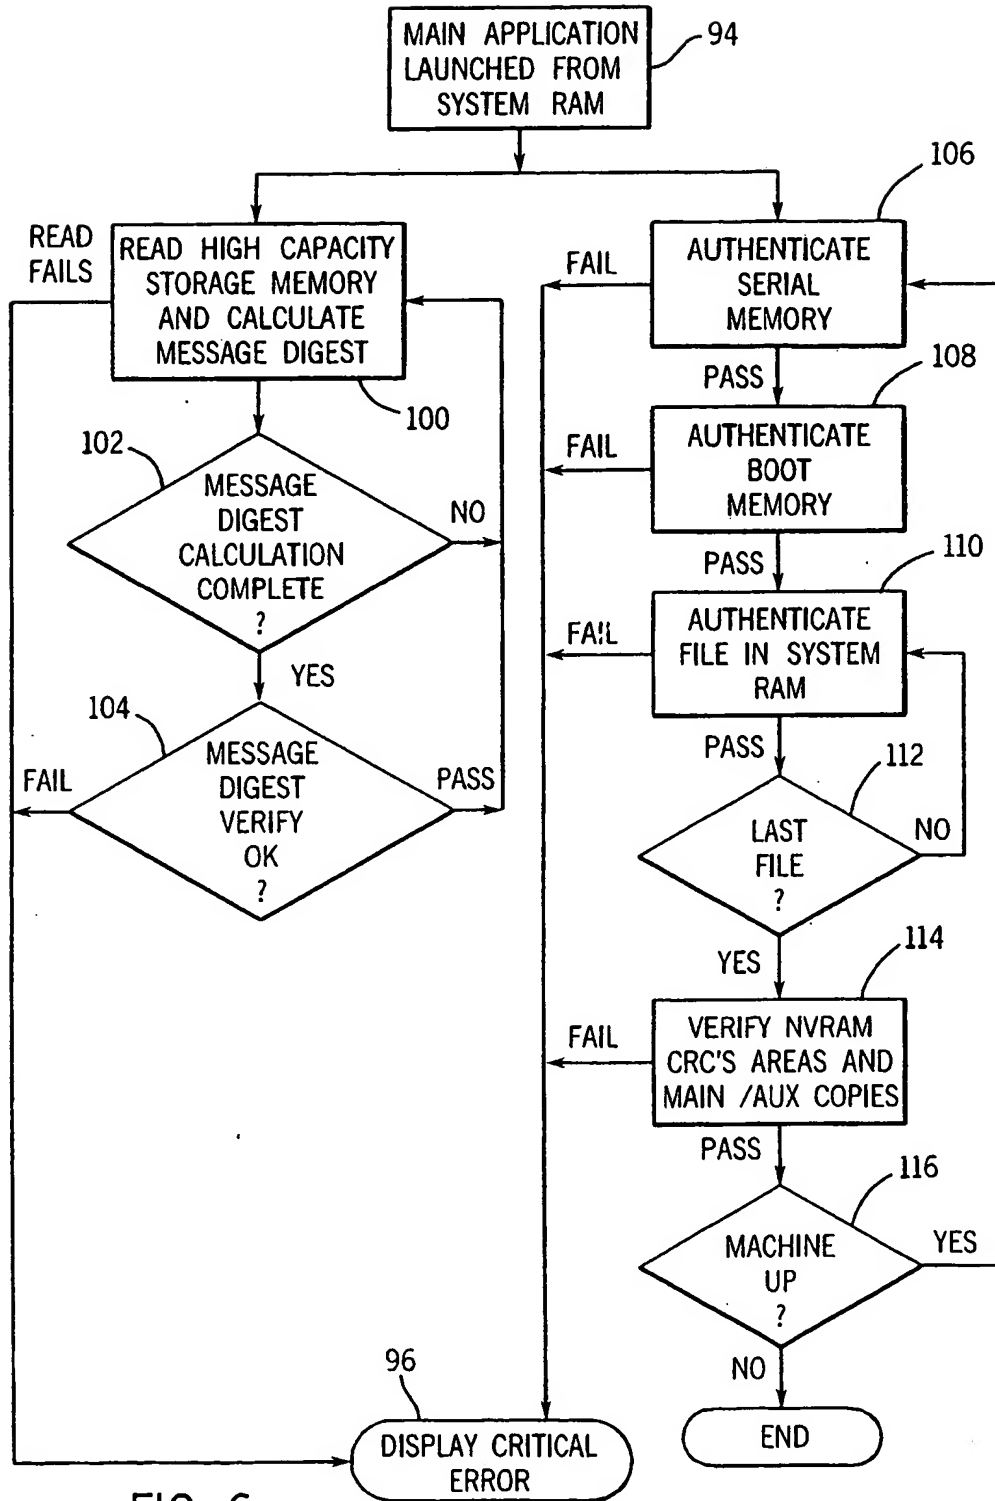 MAIN APPLICATION
LAUNCHED FROM
SYSTEM RAM
94
READ
FAILS
READ HIGH CAPACITY
STORAGE MEMORY
AND CALCULATE
MESSAGE DIGEST
100
102
MESSAGE
DIGEST
CALCULATION
COMPLETE
?
NO
YES
104
MESSAGE
DIGEST
VERIFY
OK
?
FAIL
PASS
106
AUTHENTICATE
SERIAL
MEMORY
FAIL
PASS
108
AUTHENTICATE
BOOT
MEMORY
FAIL
PASS
110
AUTHENTICATE
FILE IN SYSTEM
RAM
FAIL
PASS
112
LAST
FILE
?
NO
YES
114
VERIFY NVRAM
CRC'S AREAS AND
MAIN /AUX COPIES
FAIL
PASS
116
MACHINE
UP
?
YES
NO
END
96
DISPLAY CRITICAL
ERROR